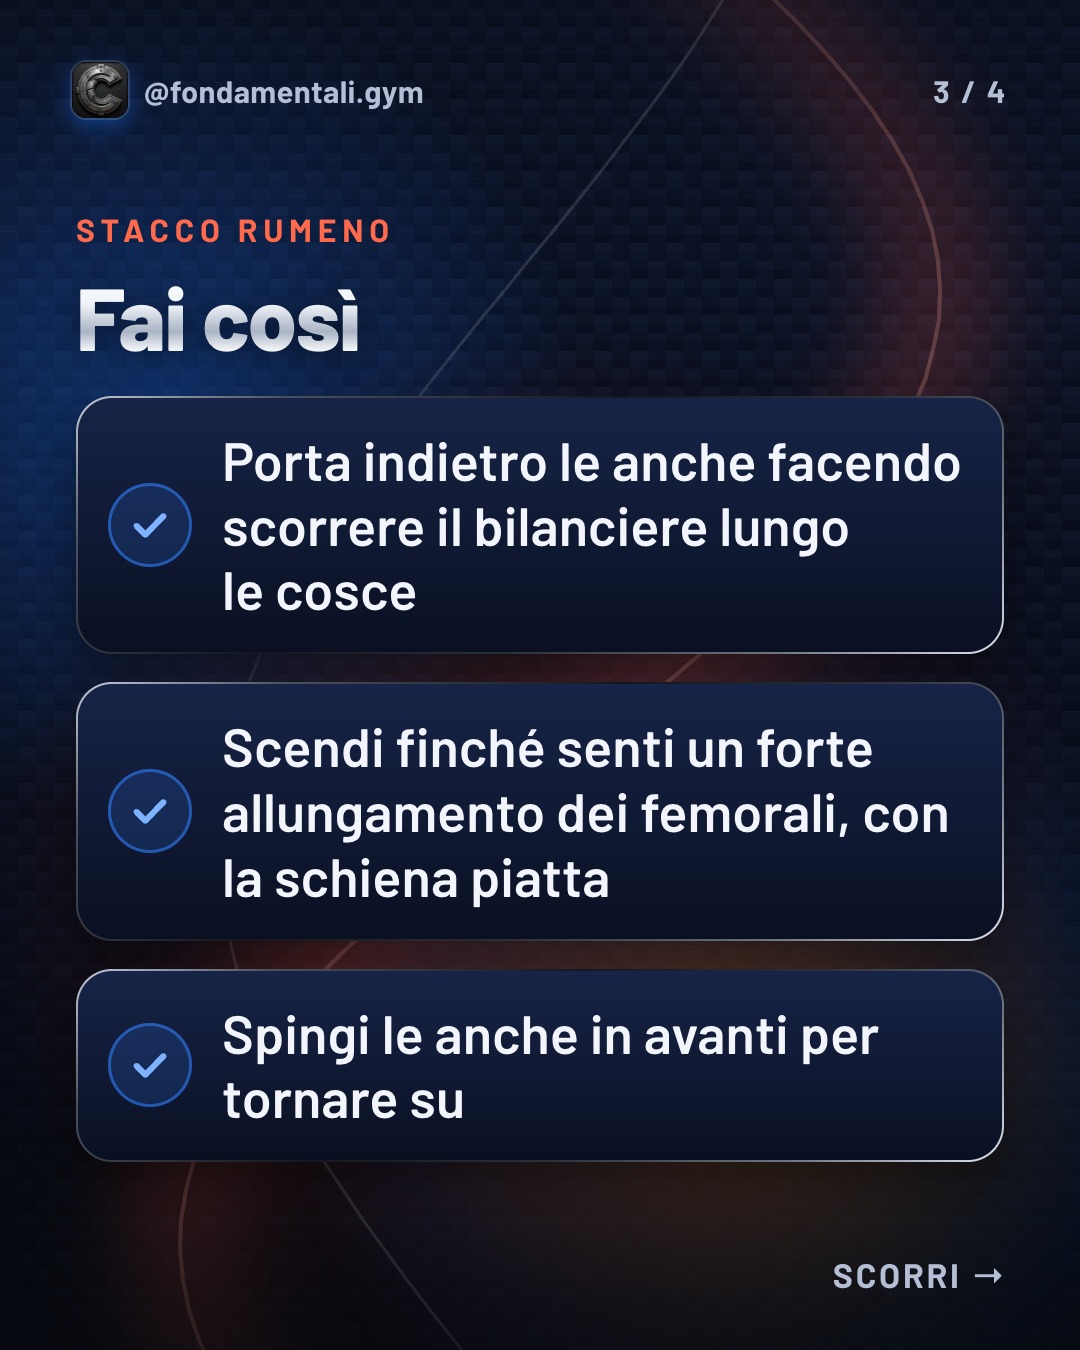 @fondamentali.gym
3 / 4
STACCO RUMENO
Fai così
Porta indietro le anche facendo
scorrere il bilanciere lungo
le cosce
Scendi finché senti un forte
allungamento dei femorali, con
la schiena piatta
Spingi le anche in avanti per
tornare su
SCORRI →